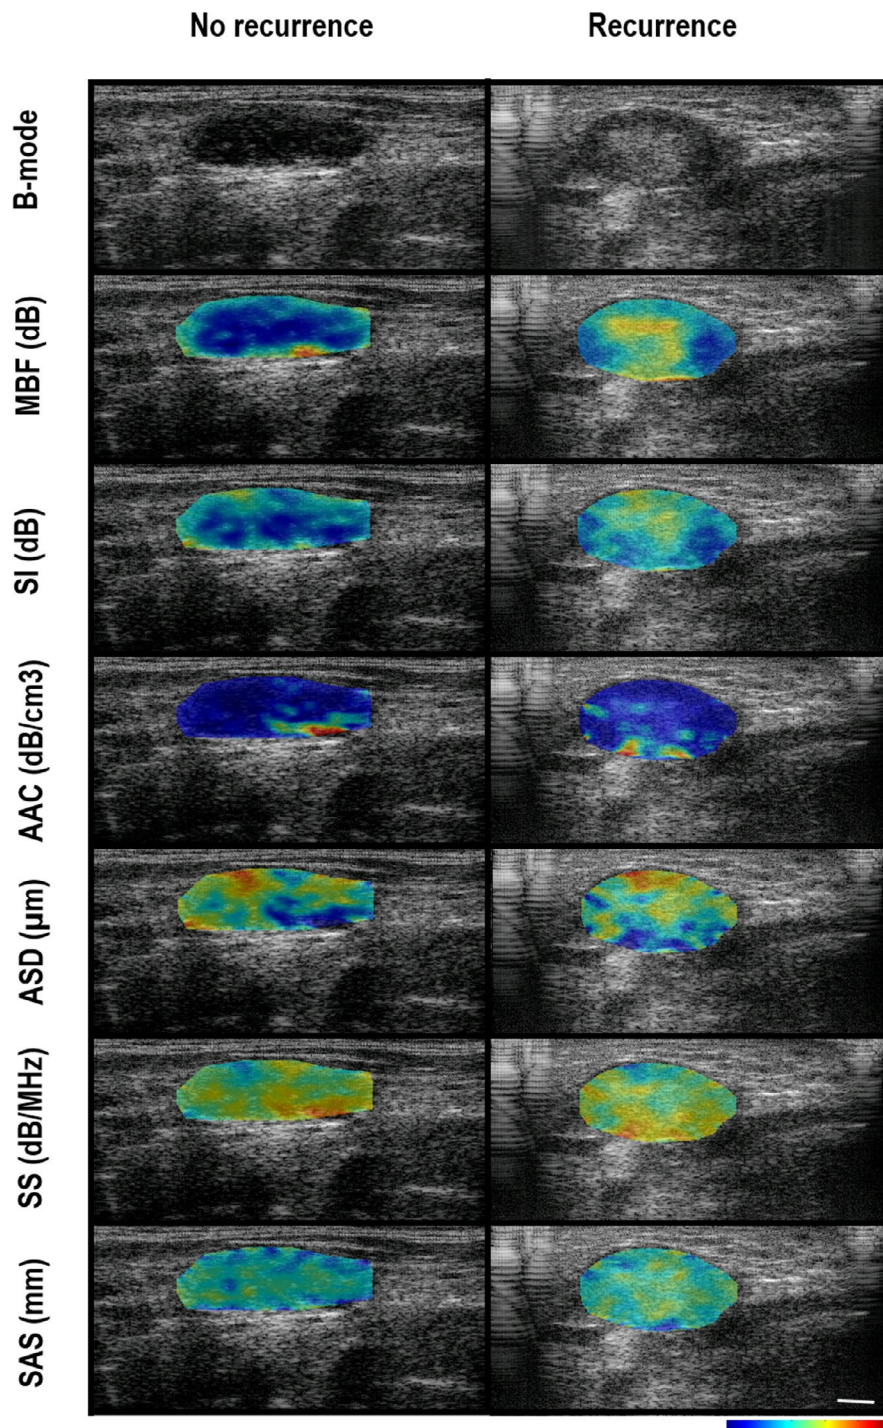 No recurrence
Recurrence
B-mode
MBF (dB)
SI (dB)
AAC (dB/cm3)
ASD (µm)
SS (dB/MHz)
SAS (mm)